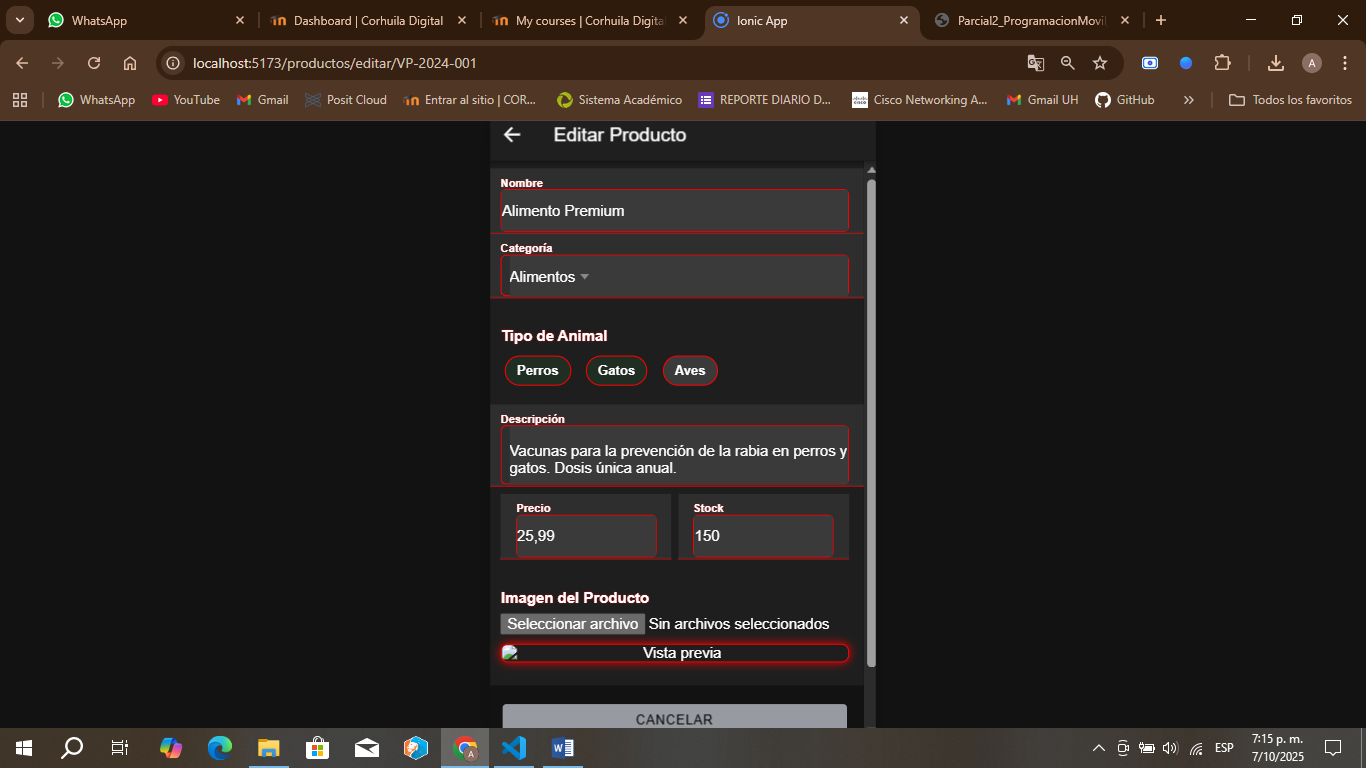 WhatsApp
Dashboard | Corhuila Digital
My courses | Corhuila Digital
Ionic App
Parcial2_ProgramacionMovi
localhost:5173/productos/editar/VP-2024-001
A
WhatsApp
YouTube
Gmail
Posit Cloud
Entrar al sitio | COR...
Sistema Académico
REPORTE DIARIO D...
Cisco Networking A...
Gmail UH
GitHub
Todos los favoritos
Editar Producto
Nombre
Alimento Premium
Categoría
Alimentos
Tipo de Animal
Perros
Gatos
Aves
Descripción
Vacunas para la prevención de la rabia en perros y
gatos. Dosis única anual.
Precio
Stock
25,99
150
Imagen del Producto
Seleccionar archivo Sin archivos seleccionados
Vista previa
CANCELAR
ESP
7:15 p. m.
7/10/2025